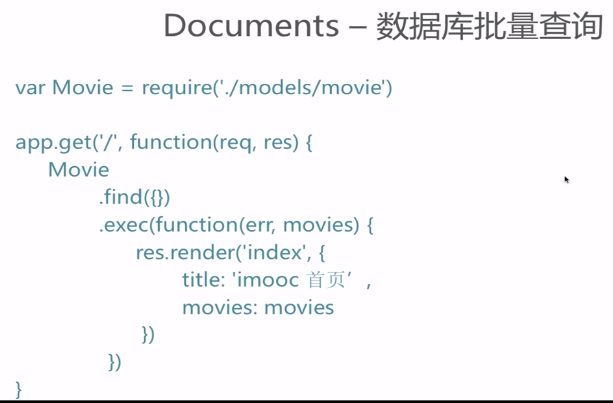 Documents – 数据库批量查询
var Movie = require('./models/movie')
app.get('/', function(req, res) {
Movie
.find({})
.exec(function(err, movies) {
res.render('index', {
title: 'imooc 首页’,
movies: movies
})
})
}